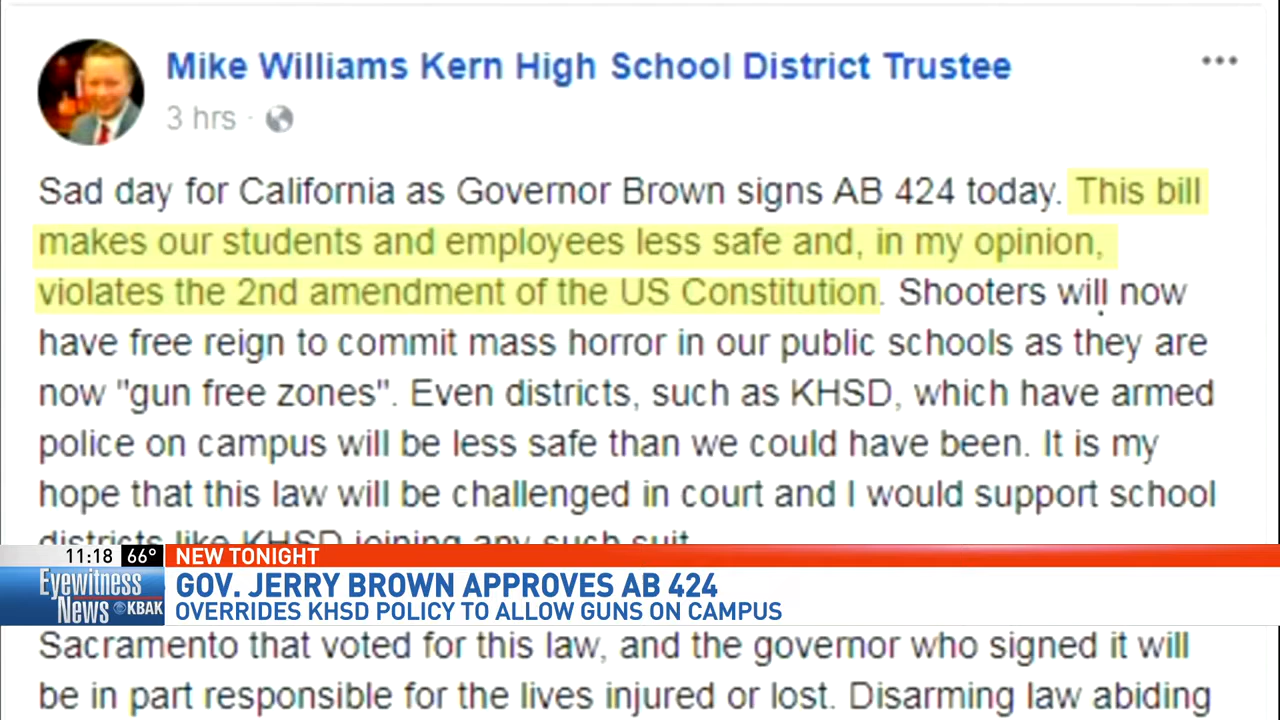 Mike Williams Kern High School District Trustee
3 hrs ·
Sad day for California as Governor Brown signs AB 424 today. This bill
makes our students and employees less safe and, in my opinion,
violates the 2nd amendment of the US Constitution. Shooters will now
have free reign to commit mass horror in our public schools as they are
now "gun free zones". Even districts, such as KHSD, which have armed
police on campus will be less safe than we could have been. It is my
hope that this law will be challenged in court and I would support school
districts like KHSD joining any such suit.
11:18 66° NEW TONIGHT
Eyewitness
News KBAK
GOV. JERRY BROWN APPROVES AB 424
OVERRIDES KHSD POLICY TO ALLOW GUNS ON CAMPUS
Sacramento that voted for this law, and the governor who signed it will
be in part responsible for the lives injured or lost. Disarming law abiding